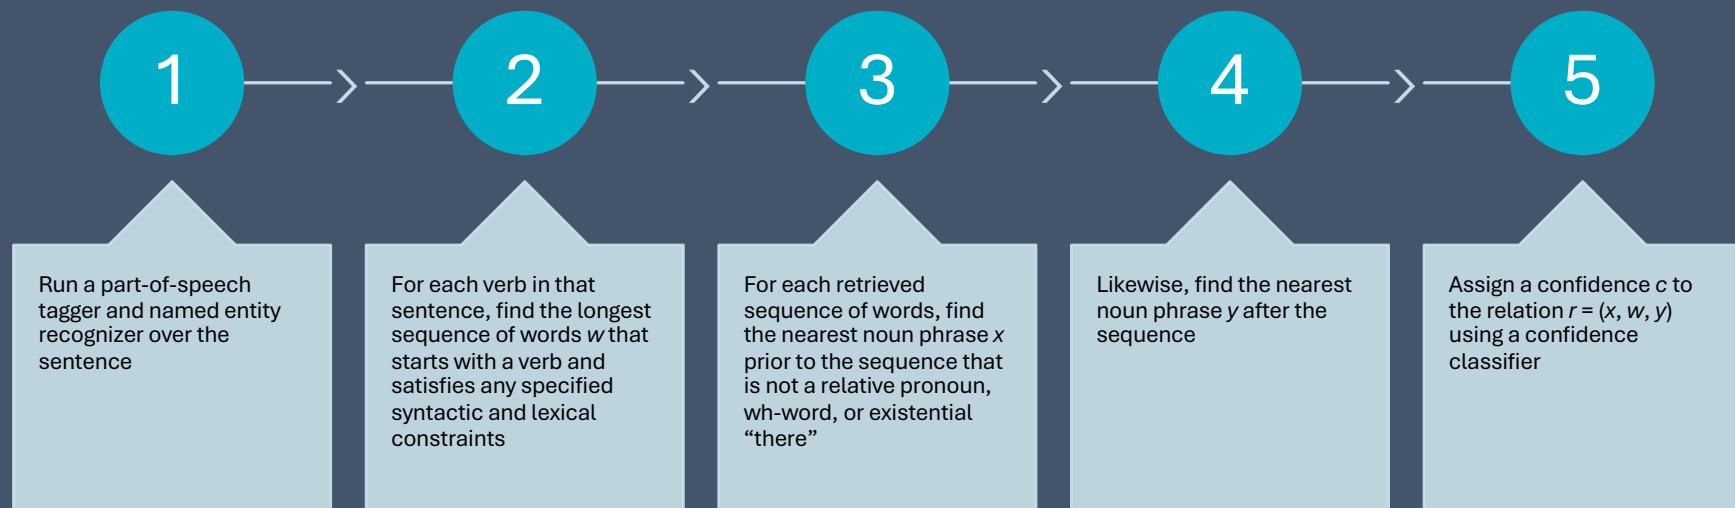 1
2
3
4
5
Run a part-of-speech
tagger and named entity
recognizer over the
sentence
For each verb in that
sentence, find the longest
sequence of words w that
starts with a verb and
satisfies any specified
syntactic and lexical
constraints
For each retrieved
sequence of words, find
the nearest noun phrase x
prior to the sequence that
is not a relative pronoun,
wh-word, or existential
“there”
Likewise, find the nearest
noun phrase y after the
sequence
Assign a confidence c to
the relation r = (x, w, y)
using a confidence
classifier